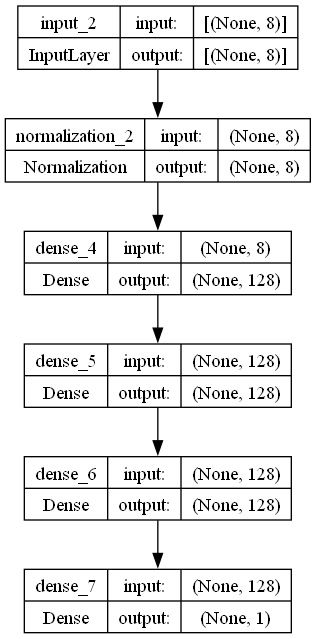 input_2 input: [(None, 8)]
InputLayer output: [(None, 8)]
normalization_2 input: (None, 8)
Normalization output: (None, 8)
dense_4 input: (None, 8)
Dense output: (None, 128)
dense_5 input: (None, 128)
Dense output: (None, 128)
dense_6 input: (None, 128)
Dense output: (None, 128)
dense_7 input: (None, 128)
Dense output: (None, 1)